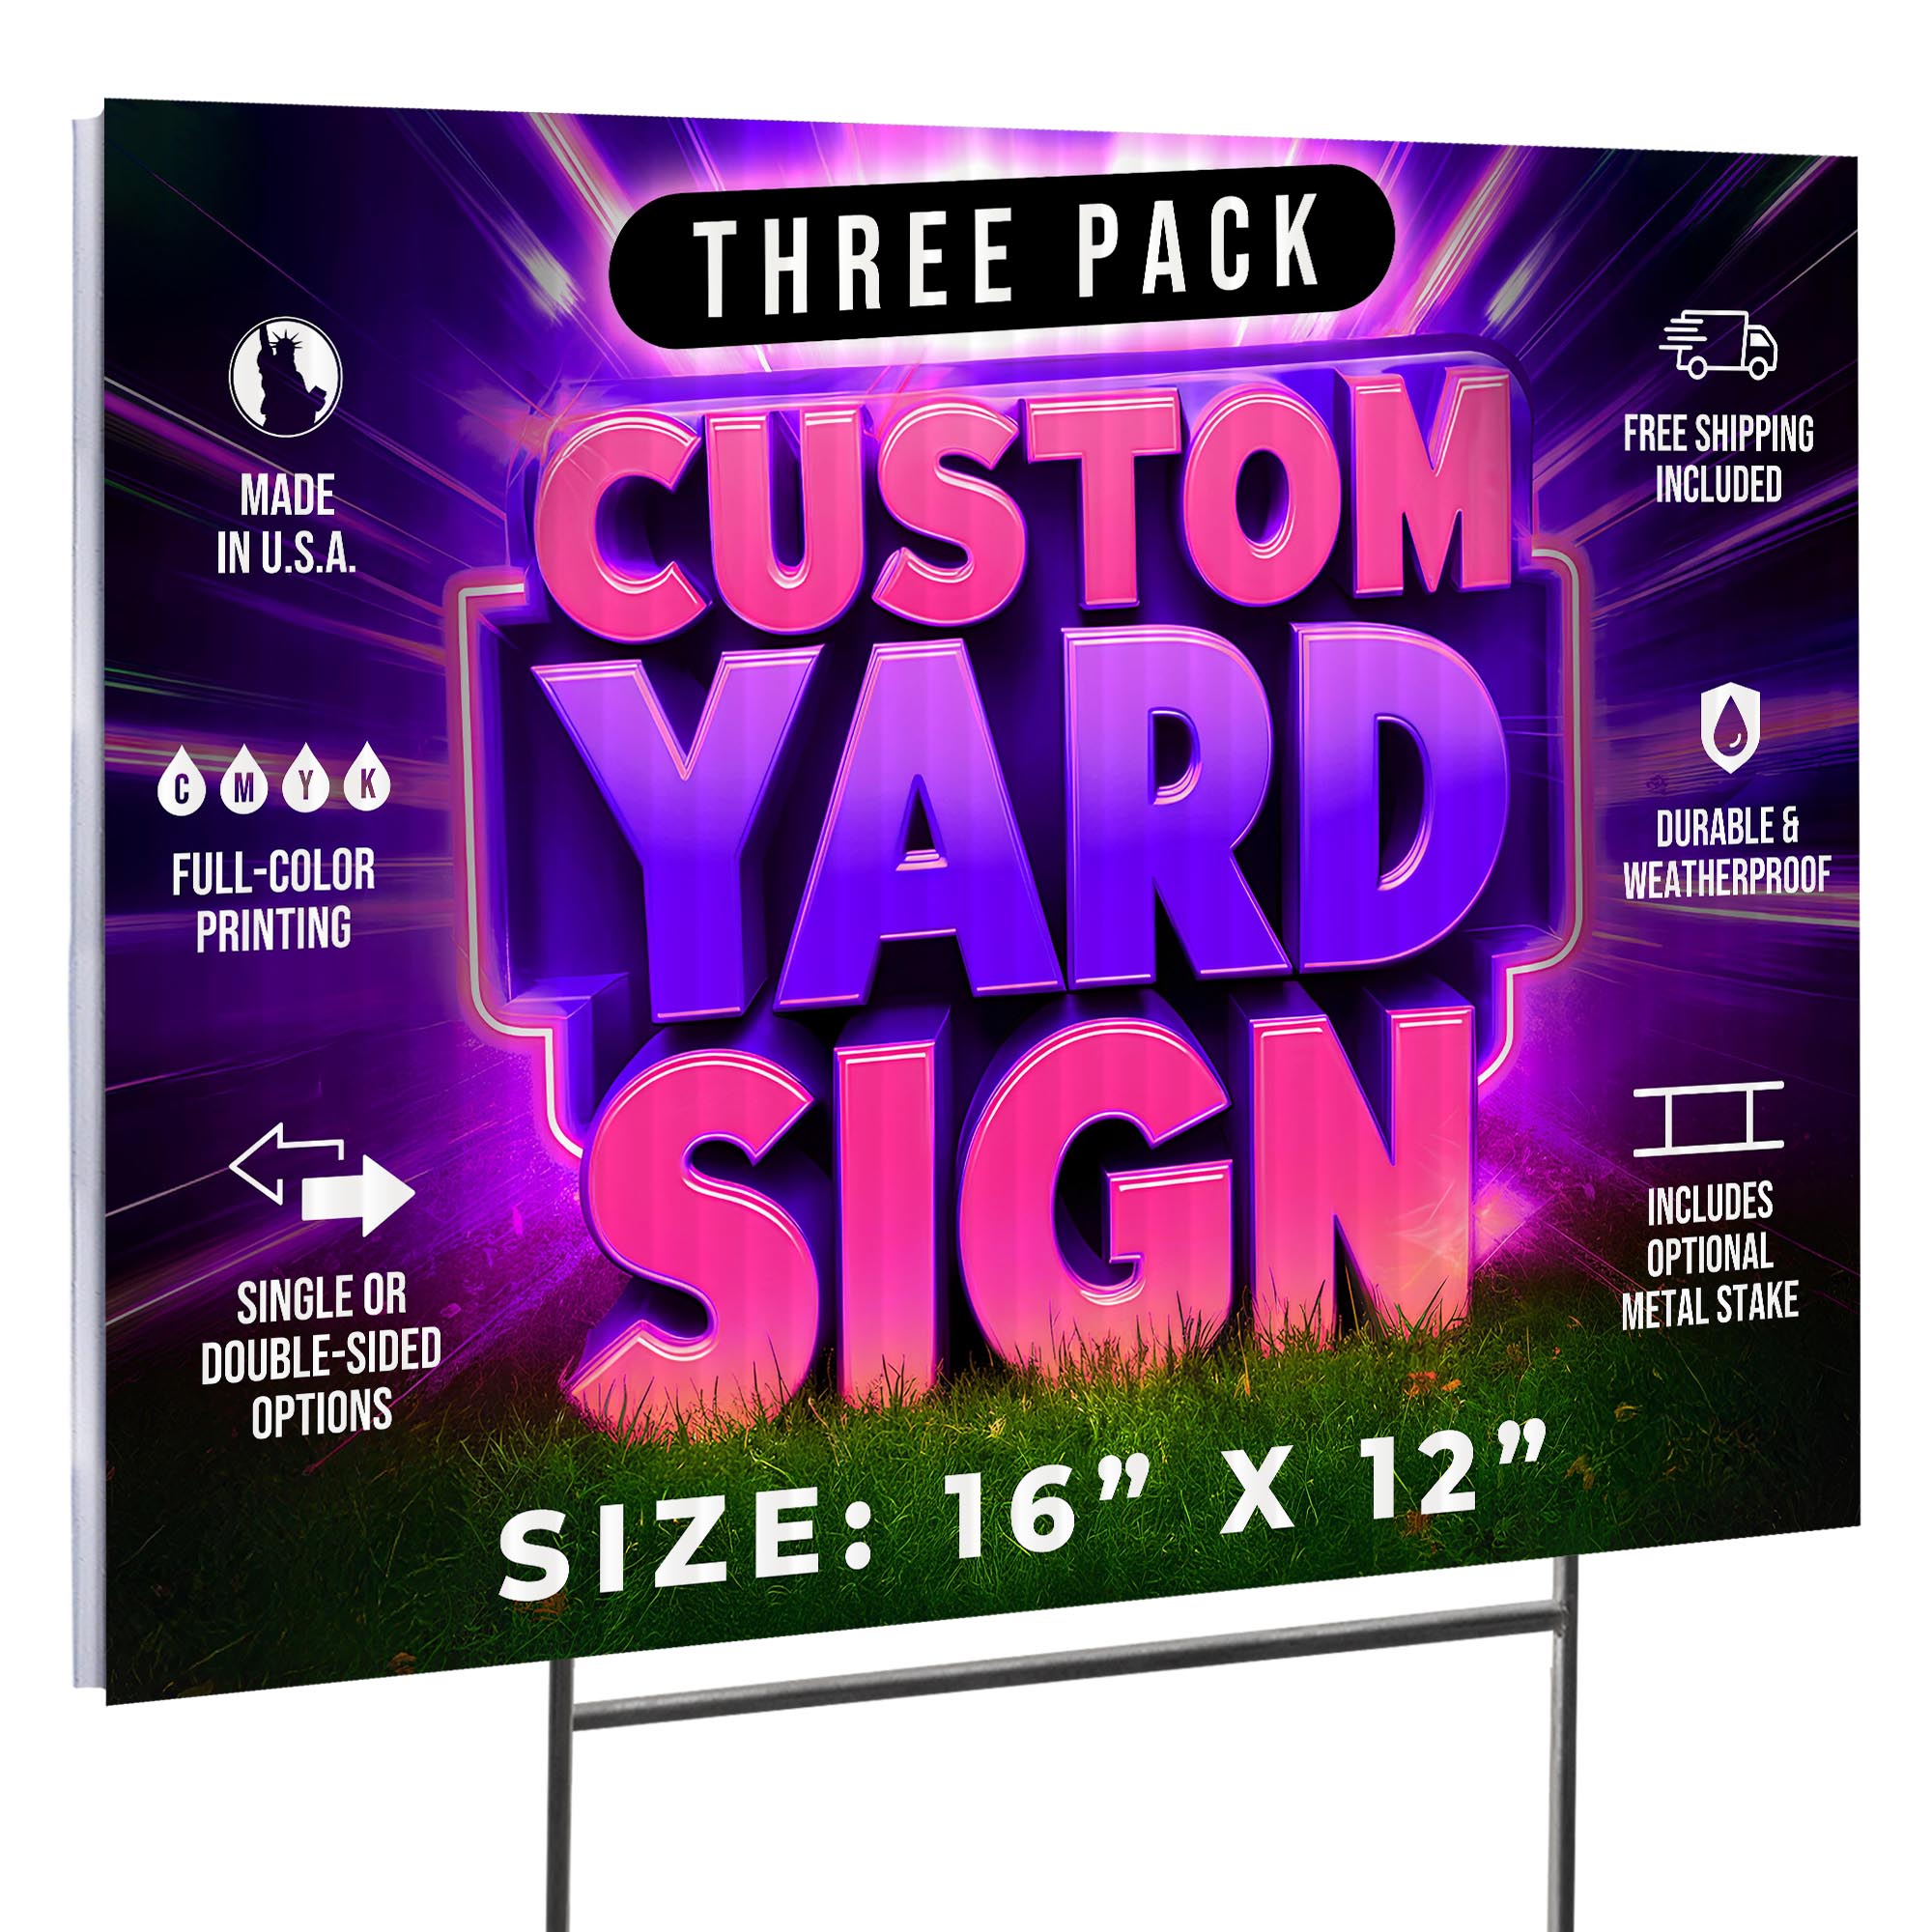 THREE PACK
CUSTOM
YARD
SIGN
MADE
IN U.S.A.
C M Y K
FULL-COLOR
PRINTING
SINGLE OR
DOUBLE-SIDED
OPTIONS
FREE SHIPPING
INCLUDED
DURABLE &
WEATHERPROOF
INCLUDES
OPTIONAL
METAL STAKE
SIZE: 16” X 12”